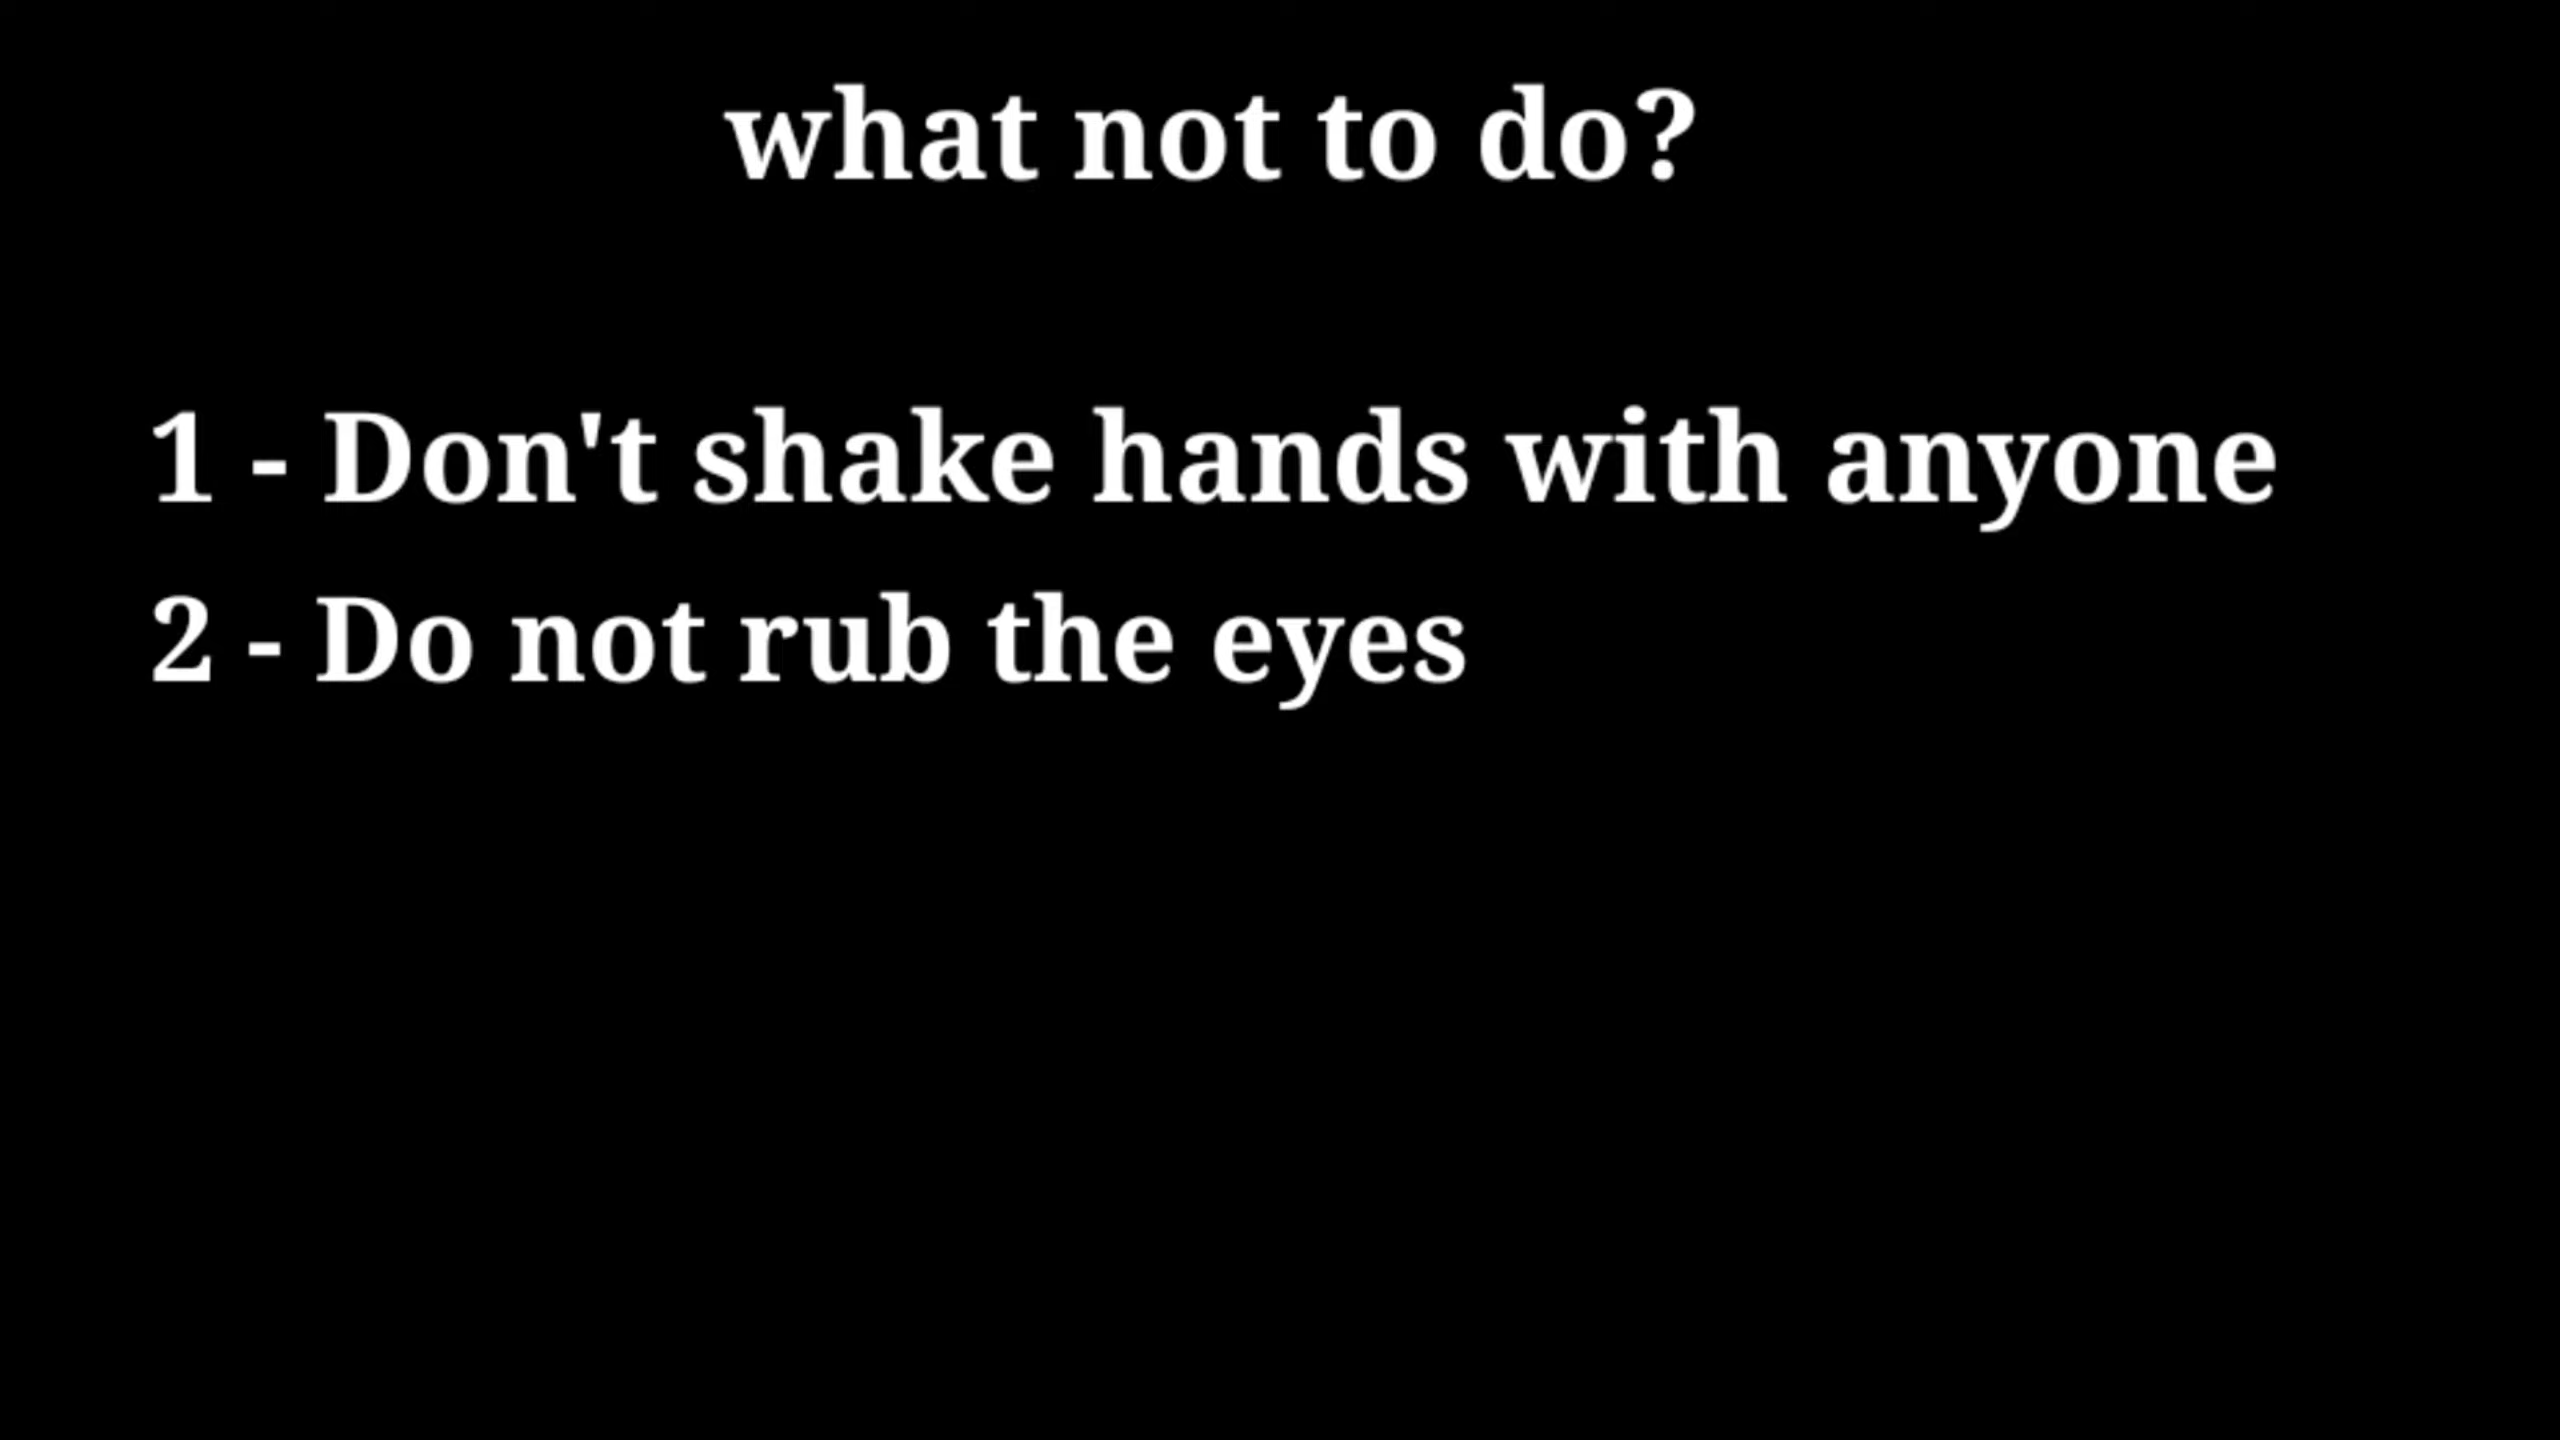 what not to do?
1 - Don't shake hands with anyone
2 - Do not rub the eyes